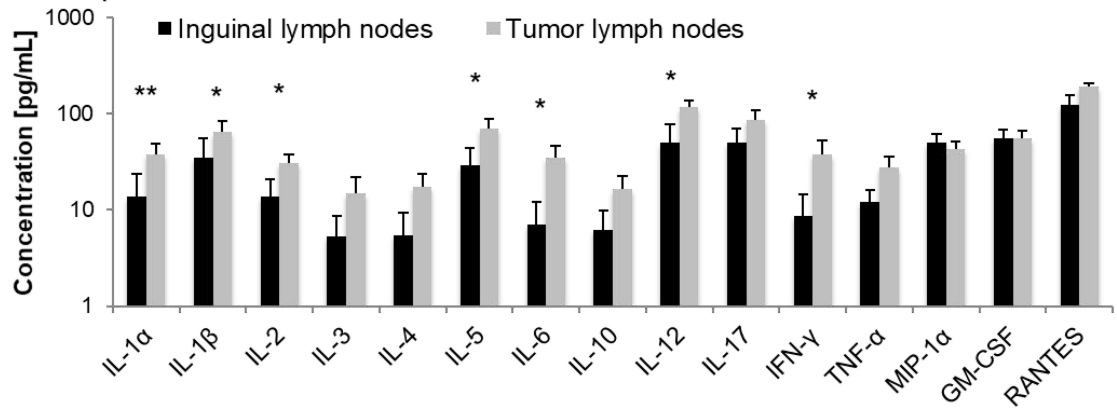 1000
Inguinal lymph nodes Tumor lymph nodes
** * * * * * *
100
10
1
Concentration [pg/mL]
IL-1α IL-1β IL-2 IL-3 IL-4 IL-5 IL-6 IL-10 IL-12 IL-17 IFN-γ TNF-α MIP-1α GM-CSF RANTES